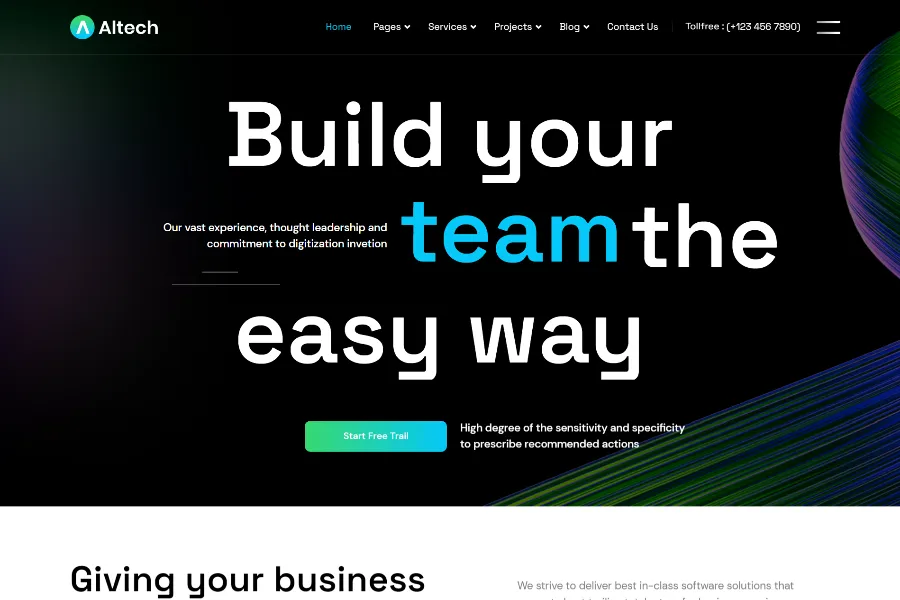 Altech
Home Pages Services Projects Blog Contact Us Tollfree : (+123 456 7890)
Build your
Our vast experience, thought leadership and
commitment to digitization invetion
team the
easy way
Start Free Trail
High degree of the sensitivity and specificity
to prescribe recommended actions
Giving your business
We strive to deliver best in-class software solutions that